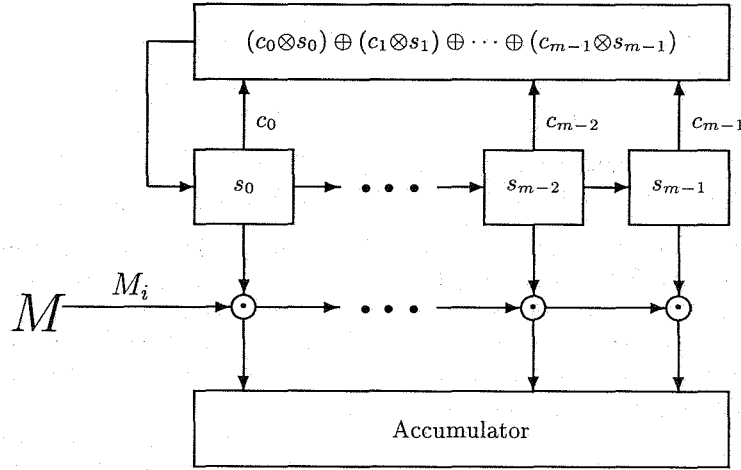 (c₀⊗s₀) ⊕ (c₁⊗s₁) ⊕ ⋯ ⊕ (cₘ₋₁⊗sₘ₋₁)
c₀ cₘ₋₂ cₘ₋₁
s₀ • • • sₘ₋₂ sₘ₋₁
M Mᵢ • • •
Accumulator